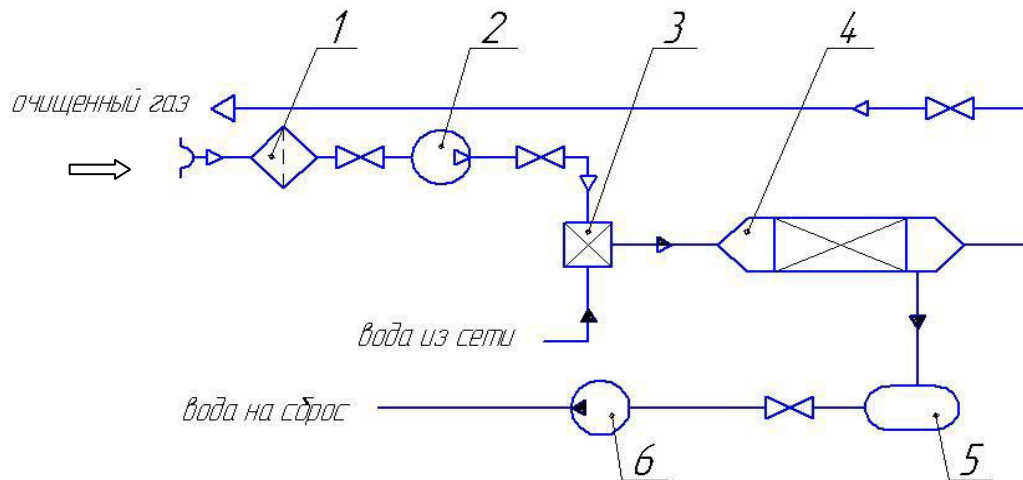 1 2 3 4
очищенный газ
вода из сети
вода на сброс
6 5